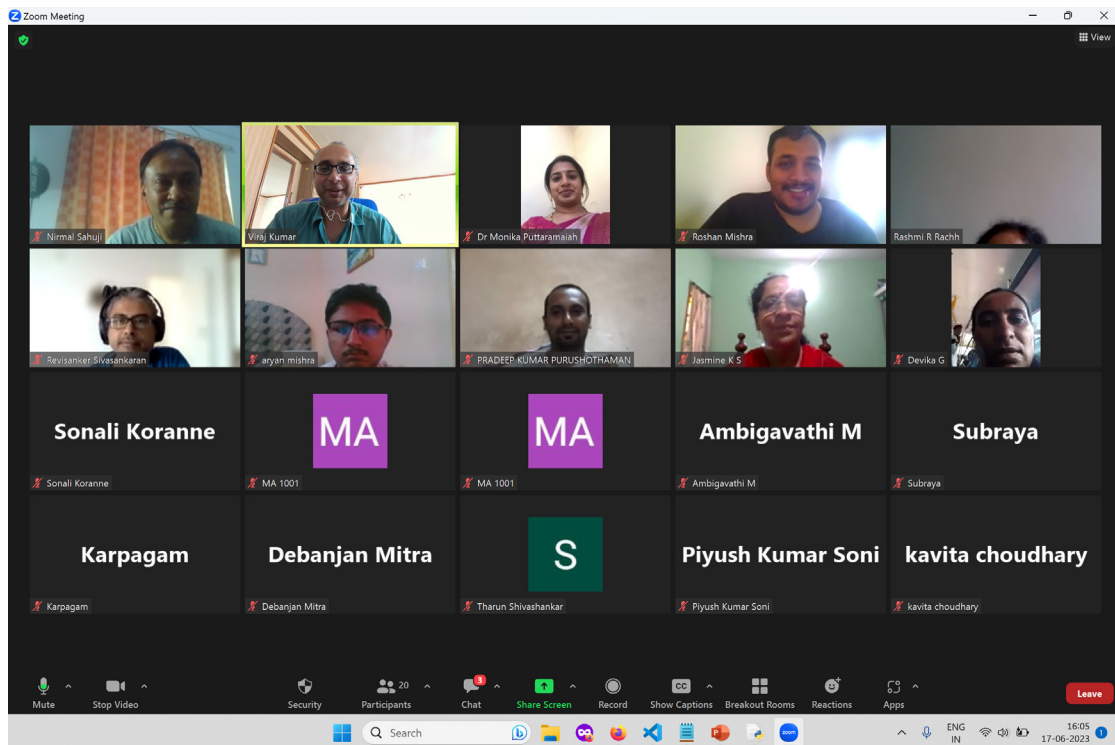 Zoom Meeting
View
Nirmal Sahuji
Viraj Kumar
Dr Monika Puttaramaiah
Roshan Mishra
Rashmi R Rachh
Revisanker Sivasankaran
aryan mishra
PRADEEP KUMAR PURUSHOTHAMAN
Jasmine K S
Devika G
Sonali Koranne
MA
MA
Ambigavathi M
Subraya
Sonali Koranne
MA 1001
MA 1001
Ambigavathi M
Subraya
Karpagam
Debanjan Mitra
S
Piyush Kumar Soni
kavita choudhary
Karpagam
Debanjan Mitra
Tharun Shivashankar
Piyush Kumar Soni
kavita choudhary
20
3
CC
Mute
Stop Video
Security
Participants
Chat
Share Screen
Record
Show Captions
Breakout Rooms
Reactions
Apps
Leave
Search
b
P
zoom
ENG
IN
16:05
17-06-2023
1